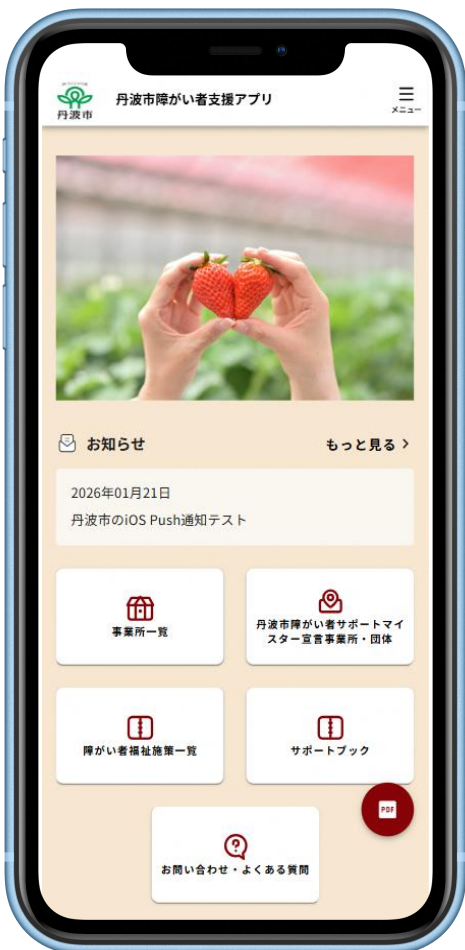 丹波市
丹波市障がい者支援アプリ
メニュー
お知らせ
もっと見る
2026年01月21日
丹波市のiOS Push通知テスト
事業所一覧
丹波市障がい者サポートマイ
スター宣言事業所・団体
障がい者福祉施策一覧
サポートブック
PDF
お問い合わせ・よくある質問